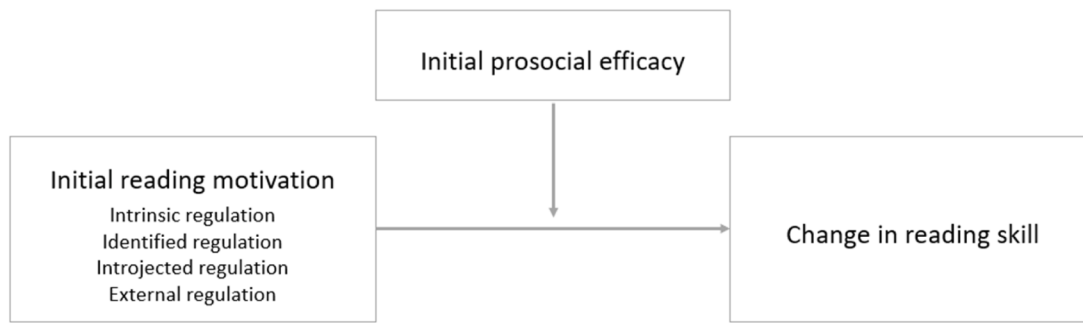 Initial prosocial efficacy
Initial reading motivation
Intrinsic regulation
Identified regulation
Introjected regulation
External regulation
Change in reading skill